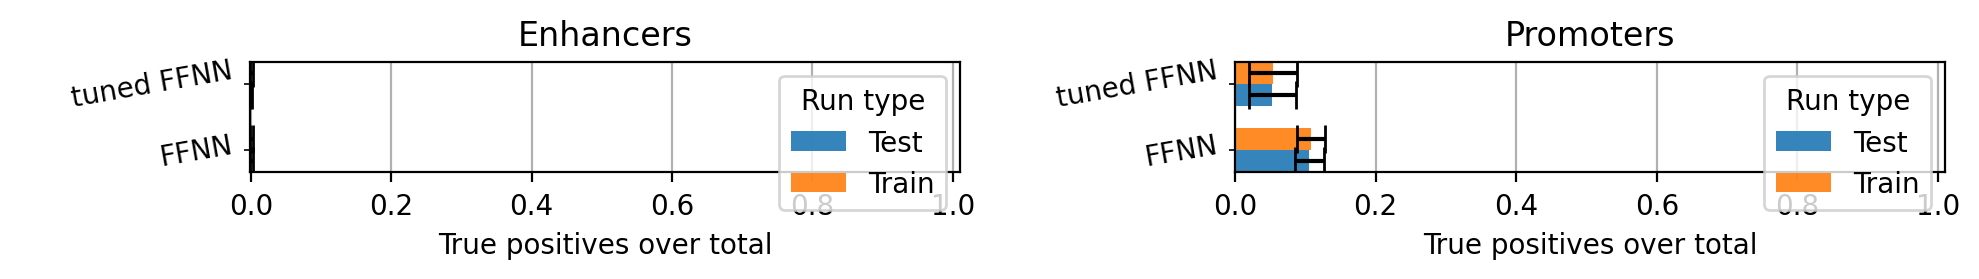 Enhancers
tuned FFNN
FFNN
Run type
Test
Train
0.0 0.2 0.4 0.6 0.8 1.0
True positives over total
Promoters
tuned FFNN
FFNN
Run type
Test
Train
0.0 0.2 0.4 0.6 0.8 1.0
True positives over total